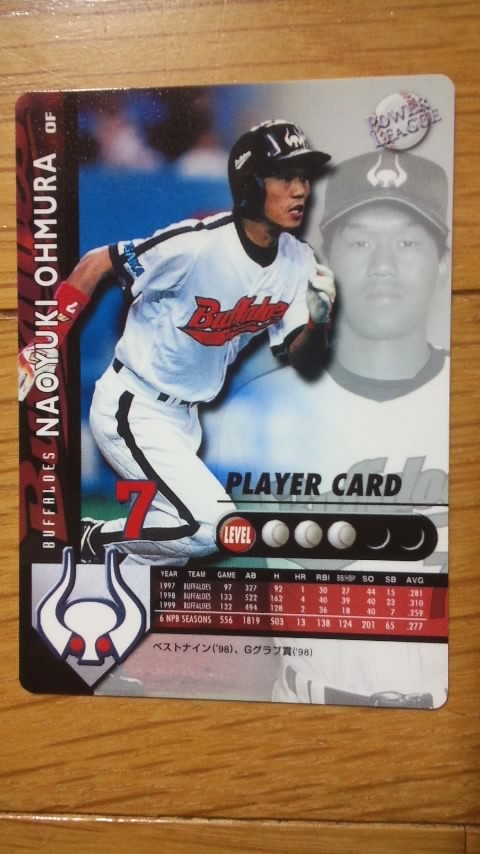 POWER LEAGUE
OF
NAOYUKI OHMURA
BUFFALOES
OSAKA
Buffaloes
7
PLAYER CARD
LEVEL
YEAR TEAM GAME AB H HR RBI BB/HBP SO SB AVG
1997 BUFFALOES 97 327 92 1 30 27 44 15 .281
1998 BUFFALOES 133 522 162 4 39 40 23 .310
1999 BUFFALOES 132 494 128 2 36 18 40 7 .259
6 NPB SEASONS 556 1819 503 13 138 124 201 65 .277
ベストナイン('98)、Gグラブ賞('98)